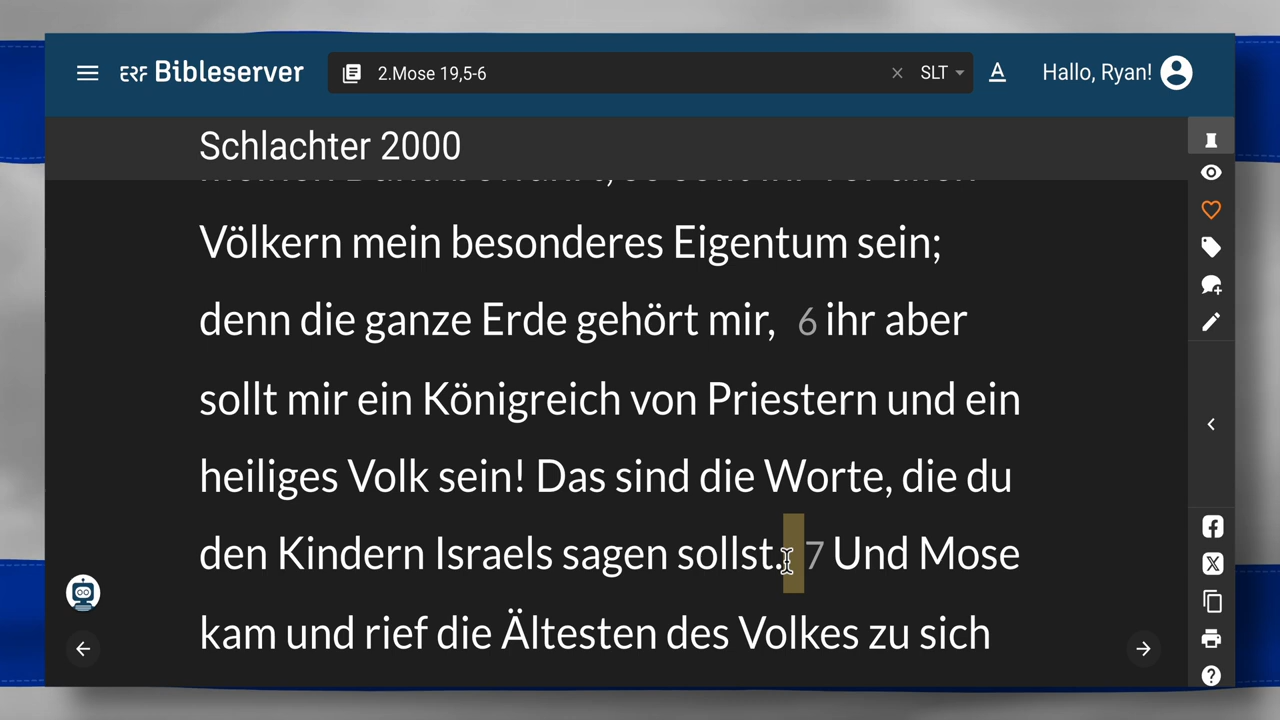 ERF Bibleserver
2.Mose 19,5-6
SLT
A
Hallo, Ryan!
Schlachter 2000
Völkern mein besonderes Eigentum sein;
denn die ganze Erde gehört mir, 6 ihr aber
sollt mir ein Königreich von Priestern und ein
heiliges Volk sein! Das sind die Worte, die du
den Kindern Israels sagen sollst. 7 Und Mose
kam und rief die Ältesten des Volkes zu sich